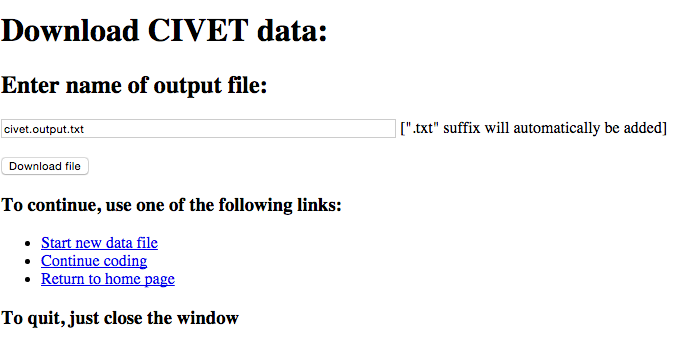 Download CIVET data:
Enter name of output file:
civet.output.txt [".txt" suffix will automatically be added]
Download file
To continue, use one of the following links:
• Start new data file
• Continue coding
• Return to home page
To quit, just close the window